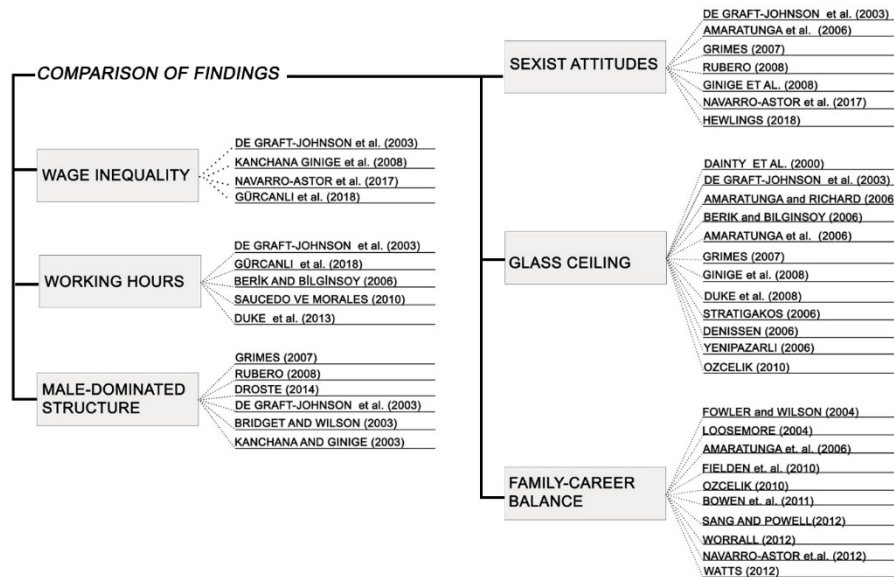 COMPARISON OF FINDINGS
WAGE INEQUALITY
DE GRAFT-JOHNSON et al. (2003)
KANCHANA GINIGE et al. (2008)
NAVARRO-ASTOR et al. (2017)
GÜRCANLI et al. (2018)
WORKING HOURS
DE GRAFT-JOHNSON et al. (2003)
GÜRCANLI et al. (2018)
BERİK AND BİLGİNSOY (2006)
SAUCEDO VE MORALES (2010)
DUKE et al. (2013)
MALE-DOMINATED
STRUCTURE
GRIMES (2007)
RUBERO (2008)
DROSTE (2014)
DE GRAFT-JOHNSON et al. (2003)
BRIDGET AND WILSON (2003)
KANCHANA AND GINIGE (2003)
SEXIST ATTITUDES
DE GRAFT-JOHNSON et al. (2003)
AMARATUNGA et al. (2006)
GRIMES (2007)
RUBERO (2008)
GINIGE ET AL. (2008)
NAVARRO-ASTOR et al. (2017)
HEWLINGS (2018)
GLASS CEILING
DAINTY ET AL. (2000)
DE GRAFT-JOHNSON et al. (2003)
AMARATUNGA and RICHARD (2006
BERIK and BILGINSOY (2006)
AMARATUNGA et al. (2006)
GRIMES (2007)
GINIGE et al. (2008)
DUKE et al. (2008)
STRATIGAKOS (2006)
DENISSEN (2006)
YENIPAZARLI (2006)
OZCELIK (2010)
FAMILY-CAREER
BALANCE
FOWLER and WILSON (2004)
LOOSEMORE (2004)
AMARATUNGA et. al. (2006)
FIELDEN et. al. (2010)
OZCELIK (2010)
BOWEN et. al. (2011)
SANG AND POWELL(2012)
WORRALL (2012)
NAVARRO-ASTOR et.al. (2012)
WATTS (2012)